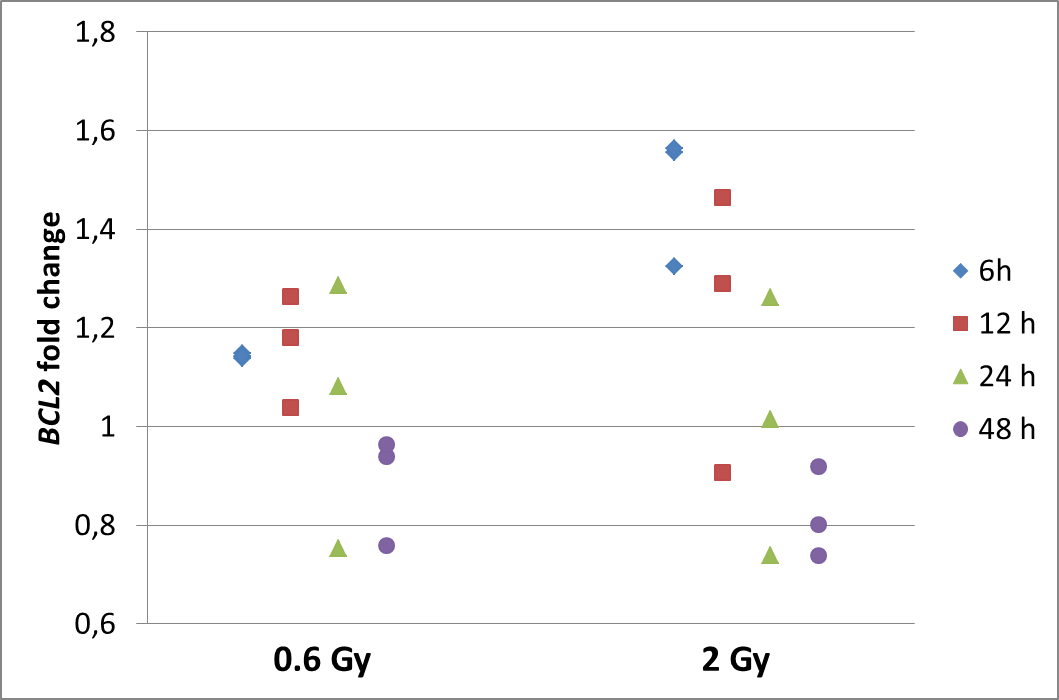 1,8
1,6
1,4
1,2
1
0,8
0,6
BCL2 fold change
0.6 Gy
2 Gy
6h
12 h
24 h
48 h